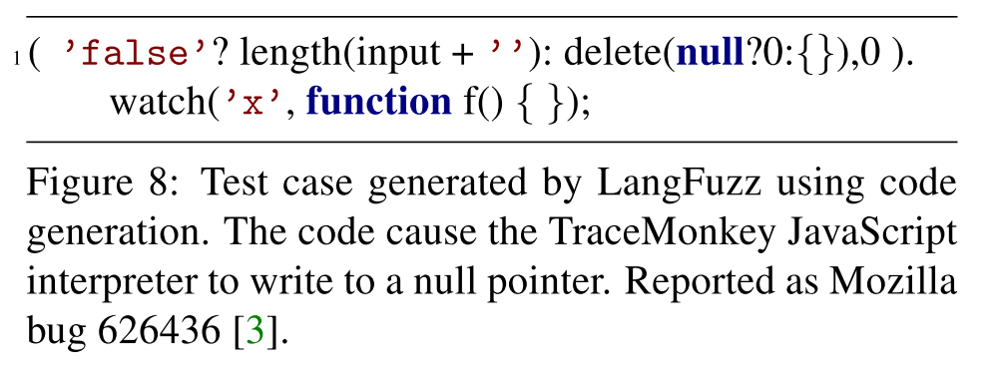 1( 'false'? length(input + ''): delete(null?0:{}),0 ).
watch('x', function f() { });
Figure 8: Test case generated by LangFuzz using code
generation. The code cause the TraceMonkey JavaScript
interpreter to write to a null pointer. Reported as Mozilla
bug 626436 [3].